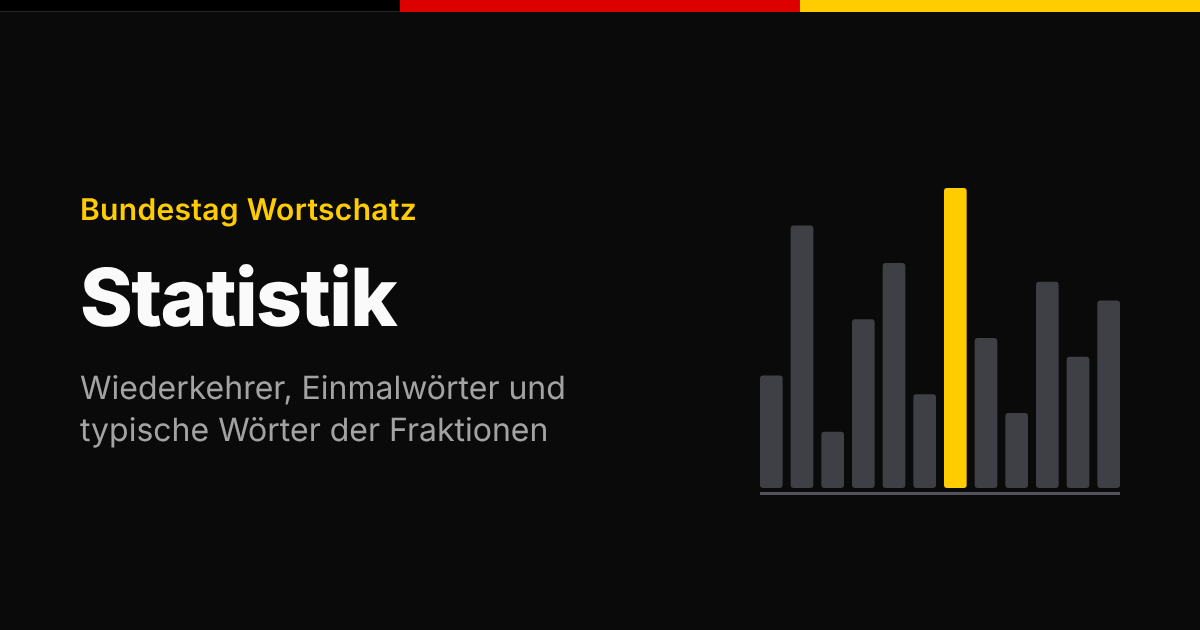 Bundestag Wortschatz
Statistik
Wiederkehrer, Einmalwörter und
typische Wörter der Fraktionen